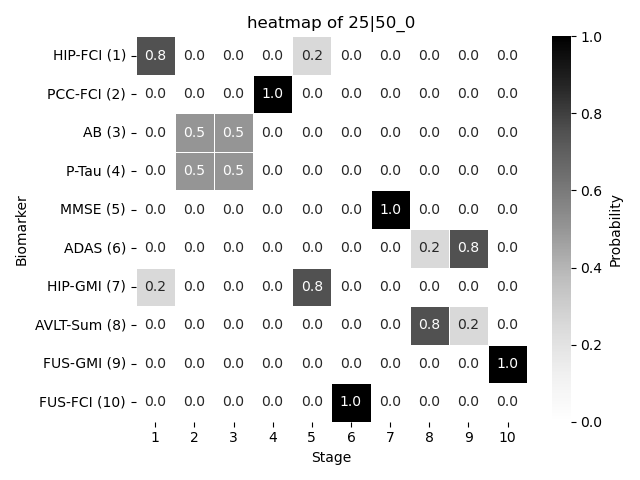 heatmap of 25|50_0
HIP-FCI (1) 0.8 0.0 0.0 0.0 0.2 0.0 0.0 0.0 0.0 0.0
PCC-FCI (2) 0.0 0.0 0.0 1.0 0.0 0.0 0.0 0.0 0.0 0.0
AB (3) 0.0 0.5 0.5 0.0 0.0 0.0 0.0 0.0 0.0 0.0
P-Tau (4) 0.0 0.5 0.5 0.0 0.0 0.0 0.0 0.0 0.0 0.0
MMSE (5) 0.0 0.0 0.0 0.0 0.0 0.0 1.0 0.0 0.0 0.0
ADAS (6) 0.0 0.0 0.0 0.0 0.0 0.0 0.0 0.2 0.8 0.0
HIP-GMI (7) 0.2 0.0 0.0 0.0 0.8 0.0 0.0 0.0 0.0 0.0
AVLT-Sum (8) 0.0 0.0 0.0 0.0 0.0 0.0 0.0 0.8 0.2 0.0
FUS-GMI (9) 0.0 0.0 0.0 0.0 0.0 0.0 0.0 0.0 0.0 1.0
FUS-FCI (10) 0.0 0.0 0.0 0.0 0.0 1.0 0.0 0.0 0.0 0.0
1 2 3 4 5 6 7 8 9 10
Stage
Biomarker
1.0
0.8
0.6
0.4
0.2
0.0
Probability